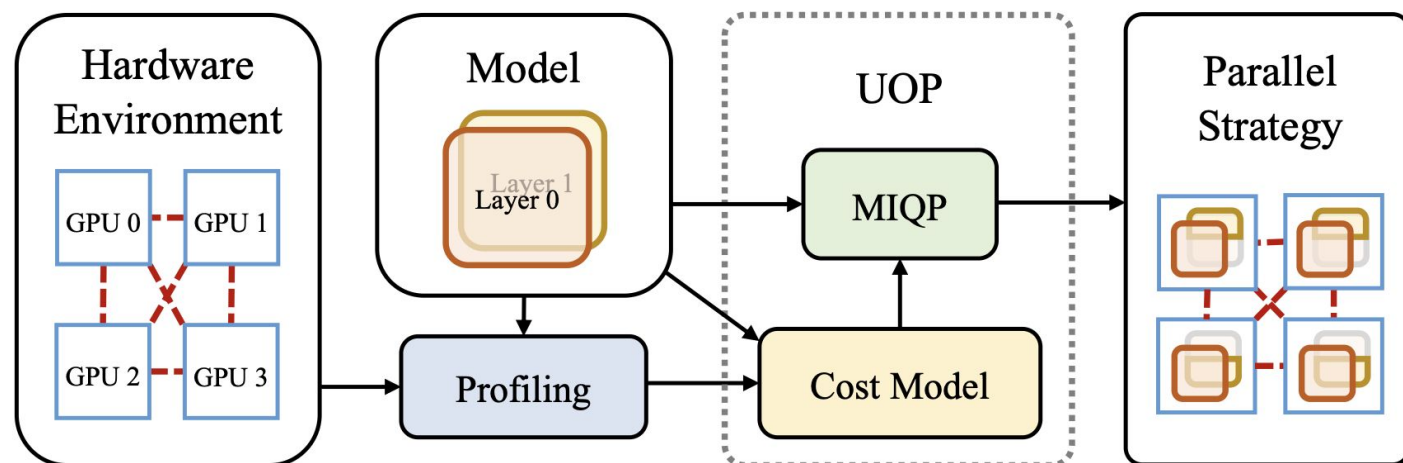 Hardware
Environment
GPU 0
GPU 1
GPU 2
GPU 3
Model
Layer 1
Layer 0
Profiling
UOP
MIQP
Cost Model
Parallel
Strategy